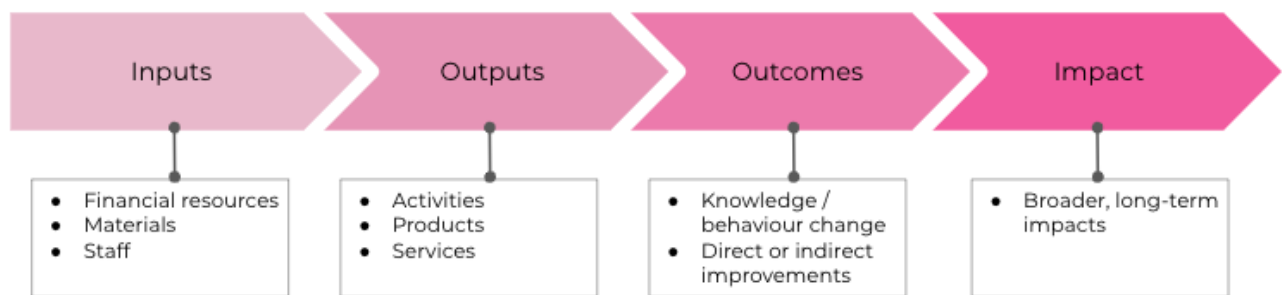 Inputs
Outputs
Outcomes
Impact
● Financial resources
● Materials
● Staff
● Activities
● Products
● Services
● Knowledge /
behaviour change
● Direct or indirect
improvements
● Broader, long-term
impacts